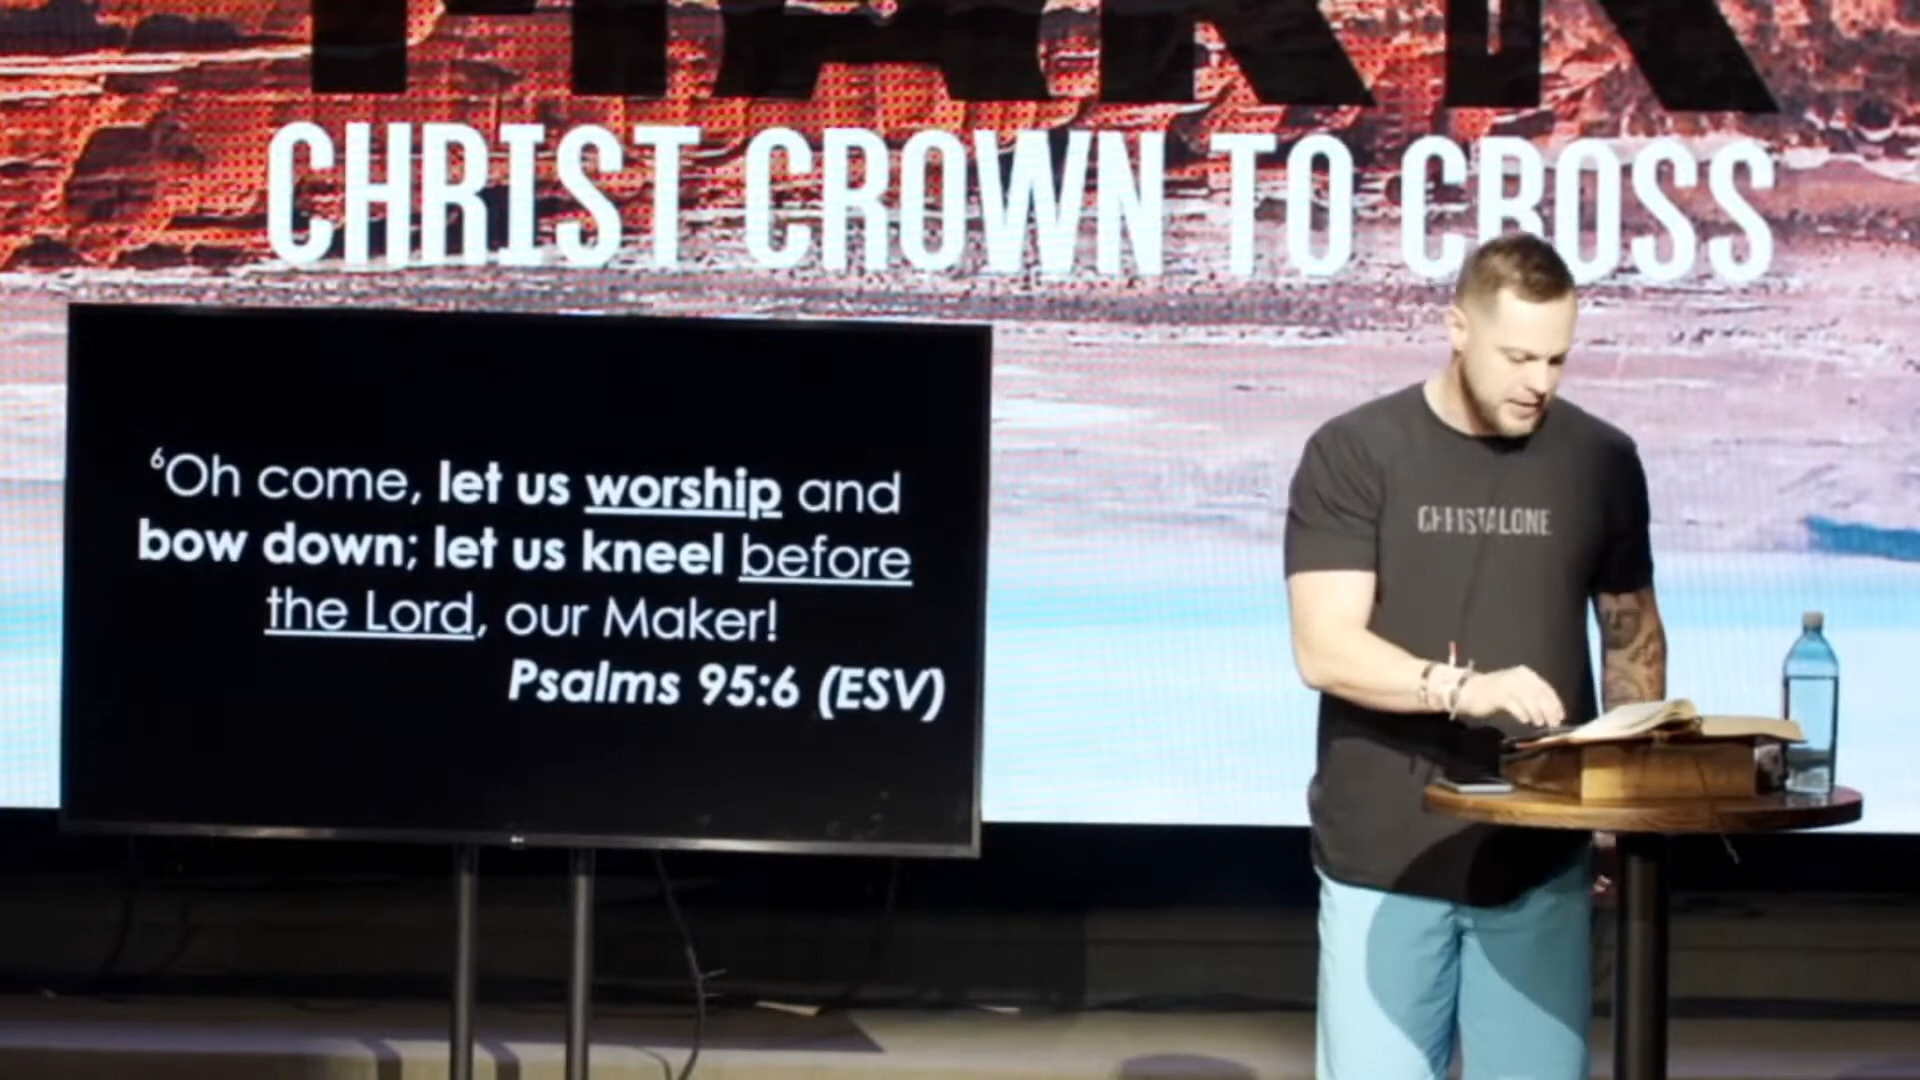 CHRIST CROWN TO CROSS
⁶Oh come, let us worship and
bow down; let us kneel before
the Lord, our Maker!
Psalms 95:6 (ESV)
CHRISTALONE